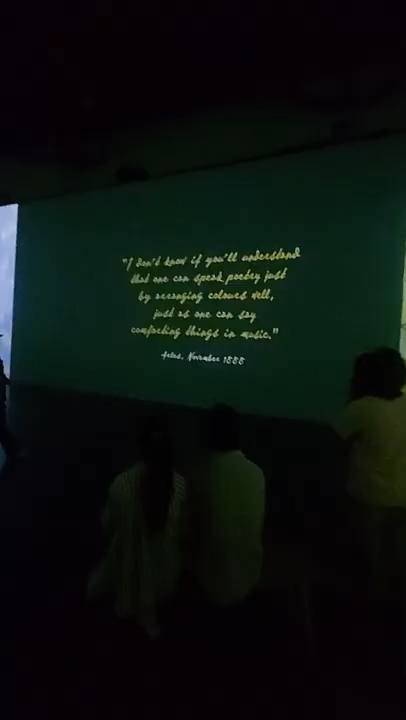 "I don't know if you'll understand
that one can speak poetry just
by arranging colours well,
just as one can say
comforting things in music."
Arles, November 1888